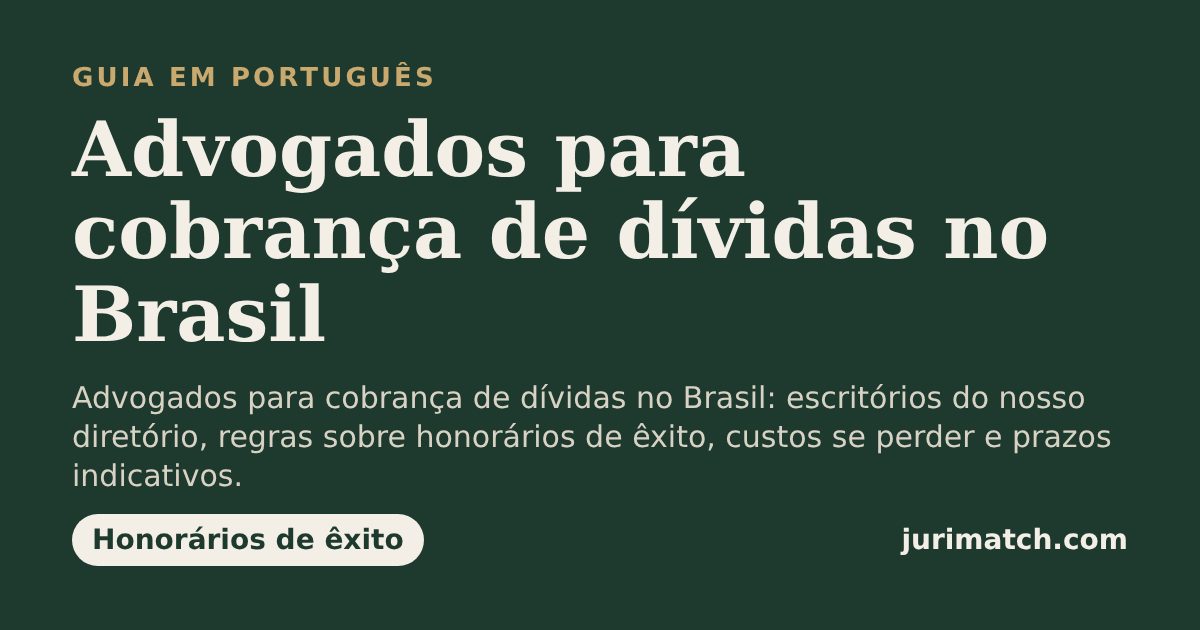 GUIA EM PORTUGUÊS
Advogados para
cobrança de dívidas no
Brasil
Advogados para cobrança de dívidas no Brasil: escritórios do nosso
diretório, regras sobre honorários de êxito, custos se perder e prazos
indicativos.
Honorários de êxito
jurimatch.com